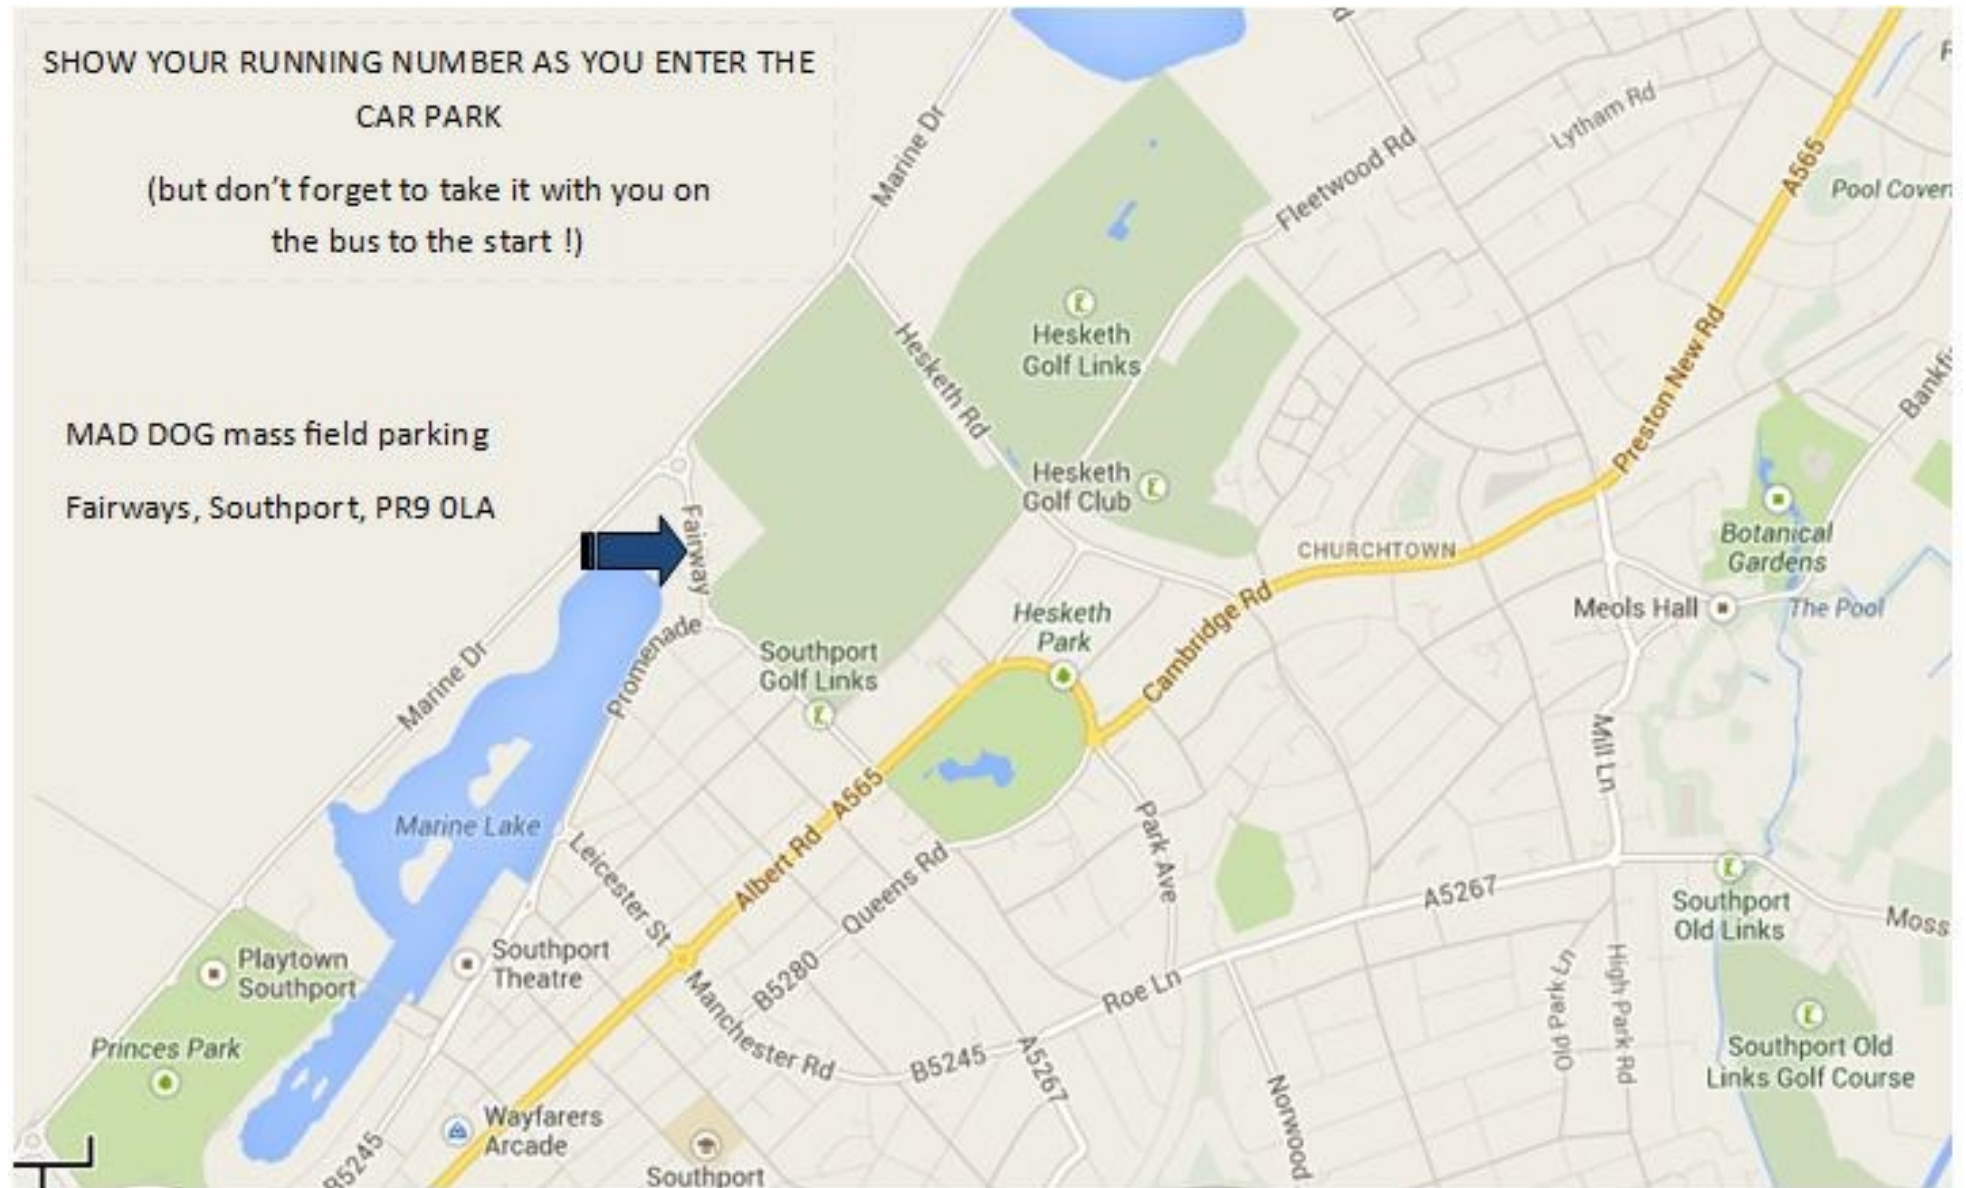 SHOW YOUR RUNNING NUMBER AS YOU ENTER THE
CAR PARK
(but don't forget to take it with you on
the bus to the start !)
MAD DOG mass field parking
Fairways, Southport, PR9 0LA
Marine Dr
Fleetwood Rd
Lytham Rd
A565
Pool Coven
Hesketh
Golf Links
Hesketh Rd
Preston New Rd
Bankfi
Hesketh
Golf Club
Fairway
CHURCHTOWN
Botanical
Gardens
Meols Hall
The Pool
Hesketh
Park
Cambridge Rd
Promenade
Southport
Golf Links
Marine Dr
Mill Ln
A565
Albert Rd
Marine Lake
Leicester St
Queens Rd
Park Ave
A5267
Southport
Old Links
Moss
Playtown
Southport
Southport
Theatre
B5280
Manchester Rd
Roe Ln
Old Park Ln
High Park Rd
Princes Park
B5245
A5267
Southport Old
Links Golf Course
Norwood
Wayfarers
Arcade
B5245
Southport